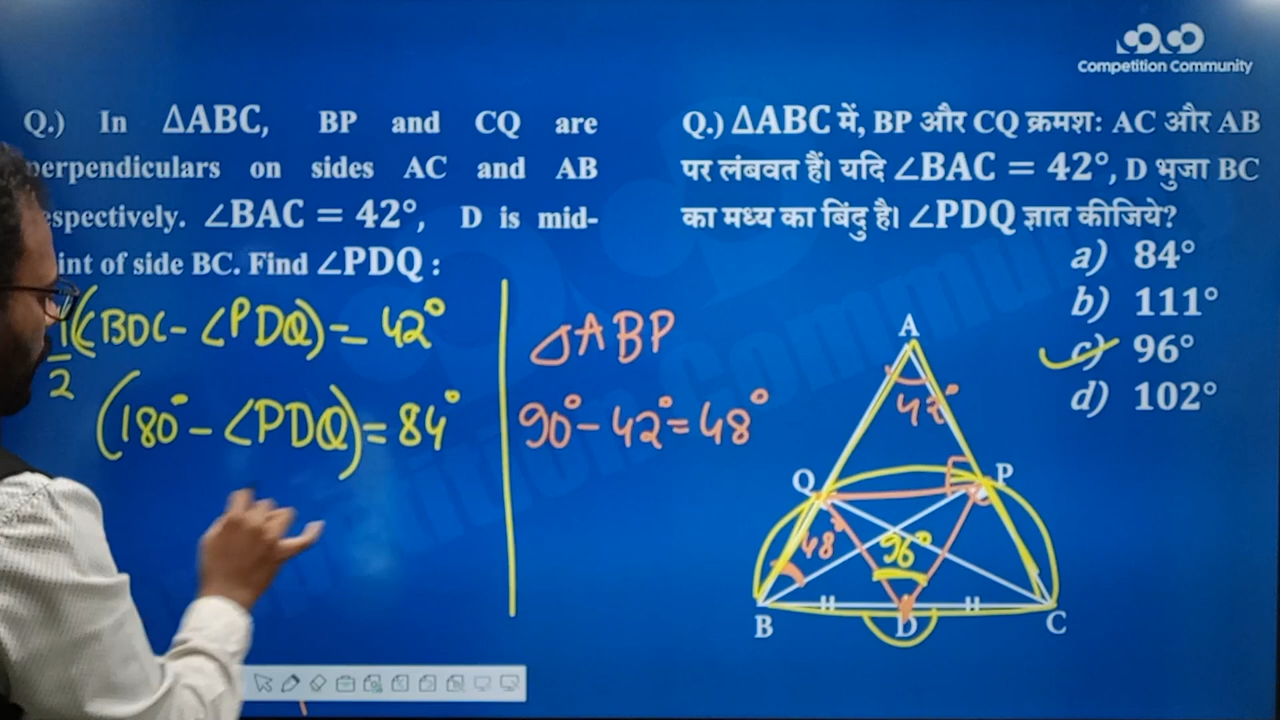 Competition Community
Q.) In ΔABC, BP and CQ are
perpendiculars on sides AC and AB
espectively. ∠BAC = 42°, D is mid-
int of side BC. Find ∠PDQ :
Q.) ΔABC में, BP और CQ क्रमशः AC और AB
पर लंबवत हैं। यदि ∠BAC = 42°, D भुजा BC
का मध्य का बिंदु है। ∠PDQ ज्ञात कीजिये?
a) 84°
b) 111°
c) 96°
d) 102°
1/2 (∠BDC - ∠PDQ) = 42°
(180° - ∠PDQ) = 84°
ΔABP
90° - 42° = 48°
A
42°
Q P
48° 96°
B D C